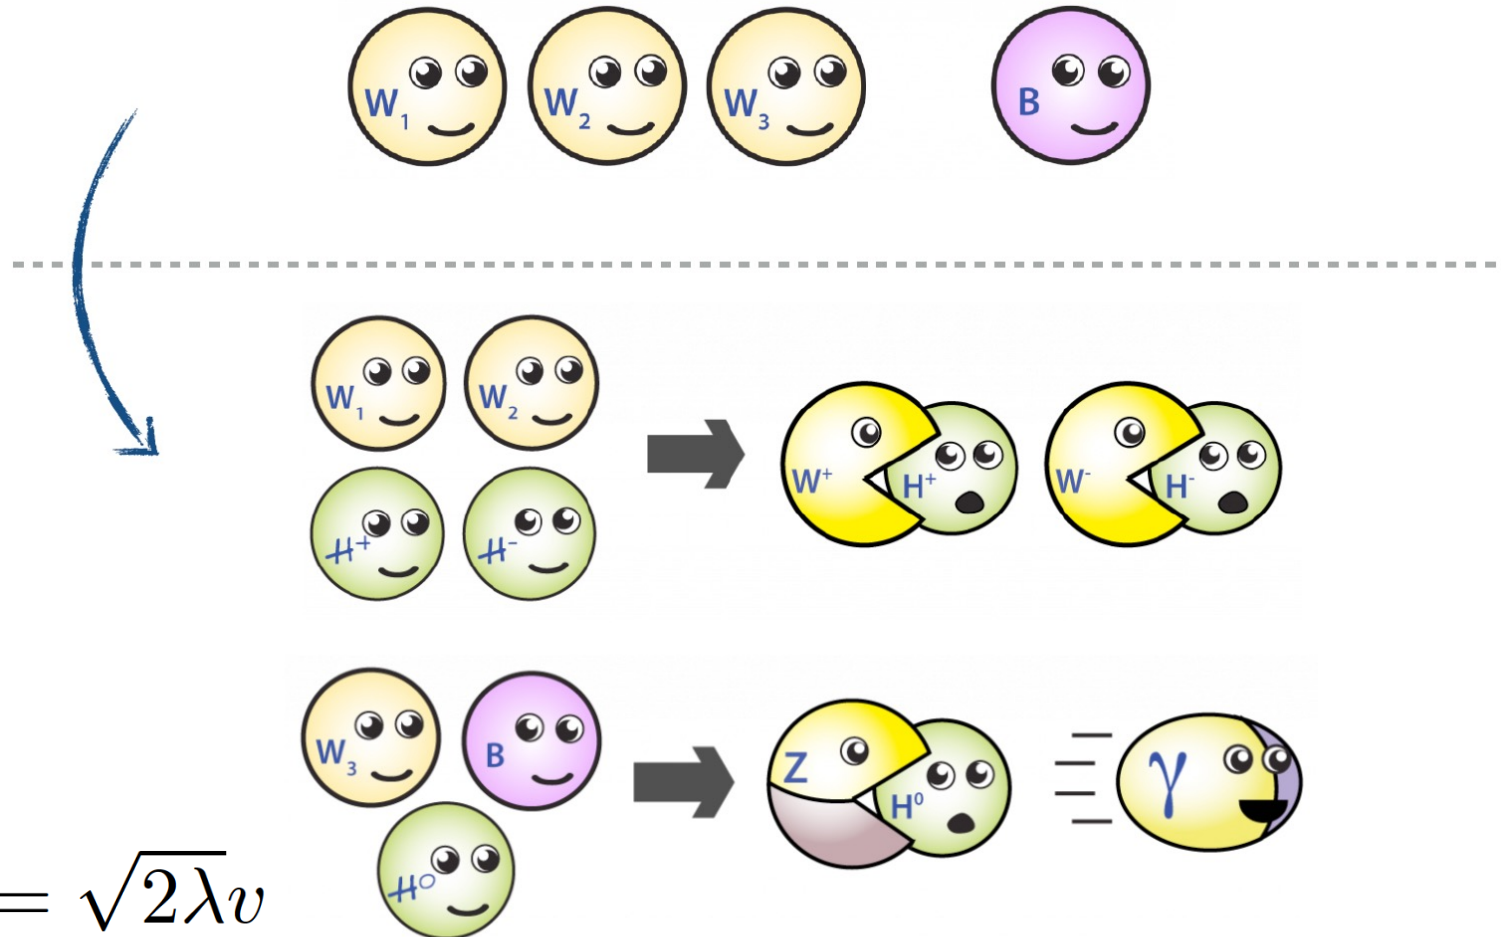 W₁ W₂ W₃ B
W₁ W₂
W⁺ H⁺ W⁻ H⁻
H⁺ H⁻
W₃ B Z H⁰ γ
H⁰
= √2λv